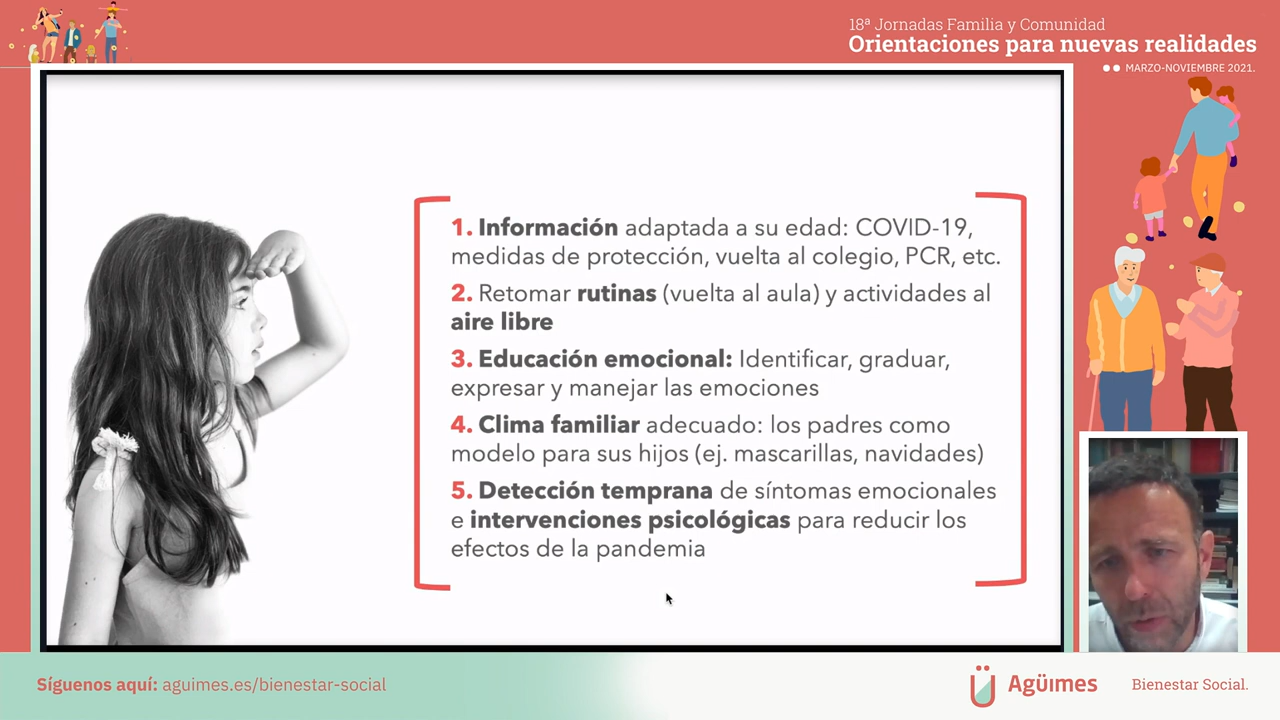 18ª Jornadas Familia y Comunidad
Orientaciones para nuevas realidades
MARZO-NOVIEMBRE 2021.
1. Información adaptada a su edad: COVID-19,
medidas de protección, vuelta al colegio, PCR, etc.
2. Retomar rutinas (vuelta al aula) y actividades al
aire libre
3. Educación emocional: Identificar, graduar,
expresar y manejar las emociones
4. Clima familiar adecuado: los padres como
modelo para sus hijos (ej. mascarillas, navidades)
5. Detección temprana de síntomas emocionales
e intervenciones psicológicas para reducir los
efectos de la pandemia
Síguenos aquí: aguimes.es/bienestar-social
Agüimes
Bienestar Social.